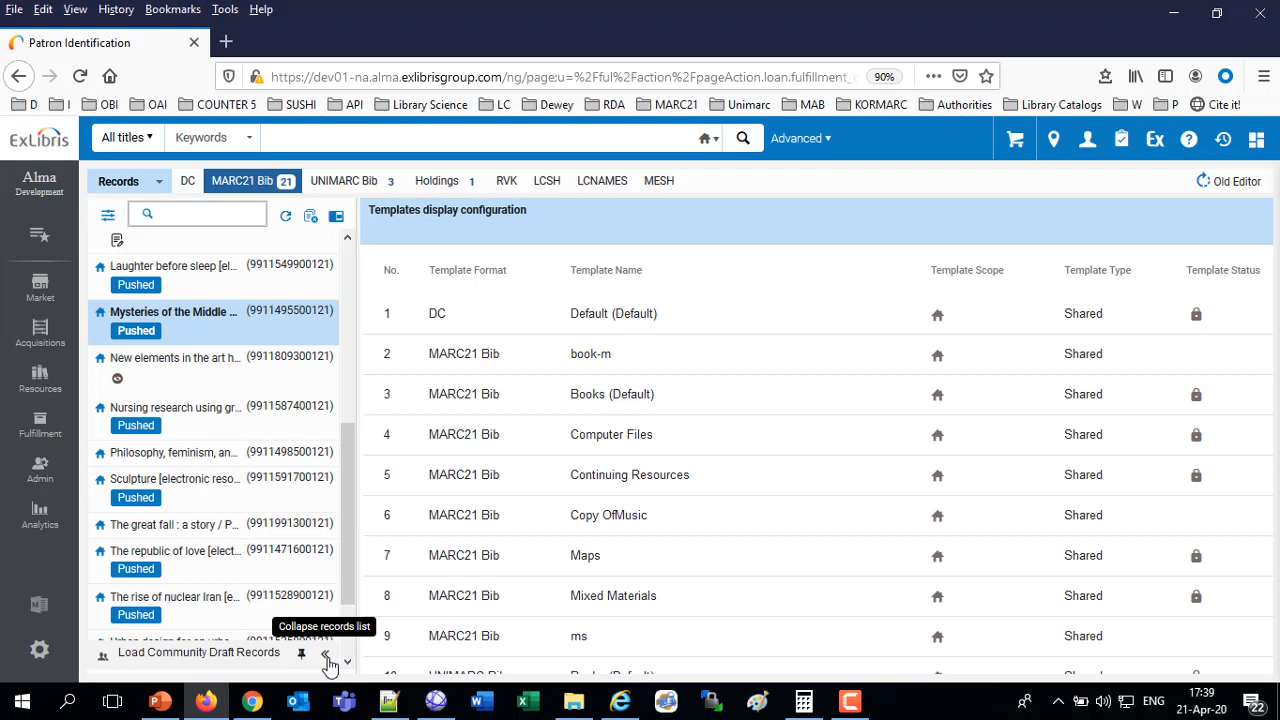 File Edit View History Bookmarks Tools Help
Patron Identification
https://dev01-na.alma.exlibrisgroup.com/ng/page;u=%2Fful%2Faction%2FpageAction.loan.fulfillment_c 90%
D I OBI OAI COUNTER 5 SUSHI API Library Science LC Dewey RDA MARC21 Unimarc MAB KORMARC Authorities Library Catalogs W P Cite it!
ExLibris All titles Keywords Advanced Ex
Alma
Development
Records DC MARC21 Bib 21 UNIMARC Bib 3 Holdings 1 RVK LCSH LCNAMES MESH Old Editor
Templates display configuration
No. Template Format Template Name Template Scope Template Type Template Status
1 DC Default (Default) Shared
2 MARC21 Bib book-m Shared
3 MARC21 Bib Books (Default) Shared
4 MARC21 Bib Computer Files Shared
5 MARC21 Bib Continuing Resources Shared
6 MARC21 Bib Copy OfMusic Shared
7 MARC21 Bib Maps Shared
8 MARC21 Bib Mixed Materials Shared
9 MARC21 Bib ms Shared
Laughter before sleep [el... (9911549900121)
Pushed
Mysteries of the Middle ... (9911495500121)
Pushed
New elements in the art h... (9911809300121)
Nursing research using gr... (9911587400121)
Pushed
Philosophy, feminism, an... (9911498500121)
Sculpture [electronic reso... (9911591700121)
Pushed
The great fall : a story / P... (9911991300121)
The republic of love [elect... (9911471600121)
Pushed
The rise of nuclear Iran [e... (9911528900121)
Pushed
Collapse records list
Load Community Draft Records
Market
Acquisitions
Resources
Fulfillment
Admin
Analytics
ENG 17:39
21-Apr-20 22